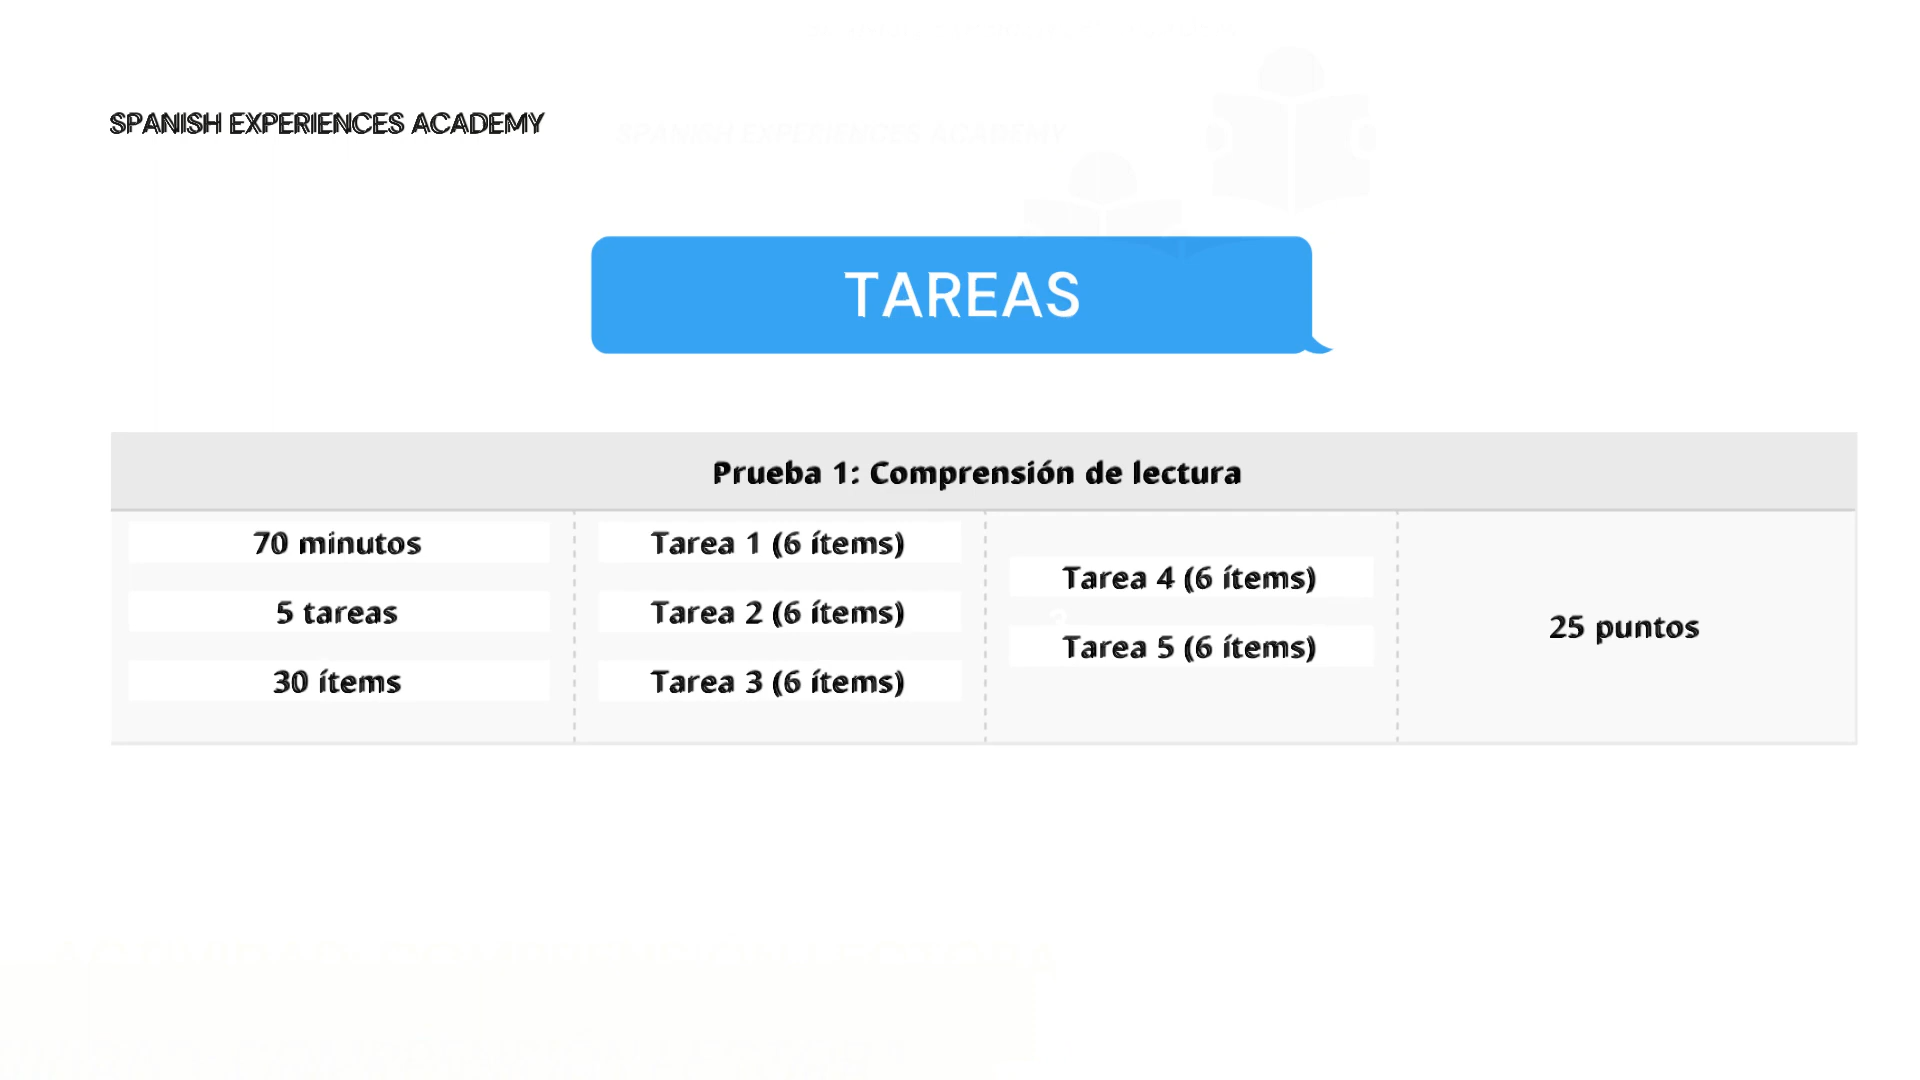 SPANISH EXPERIENCES ACADEMY
TAREAS
Prueba 1: Comprensión de lectura
70 minutos
5 tareas
30 ítems
Tarea 1 (6 ítems)
Tarea 2 (6 ítems)
Tarea 3 (6 ítems)
Tarea 4 (6 ítems)
Tarea 5 (6 ítems)
25 puntos